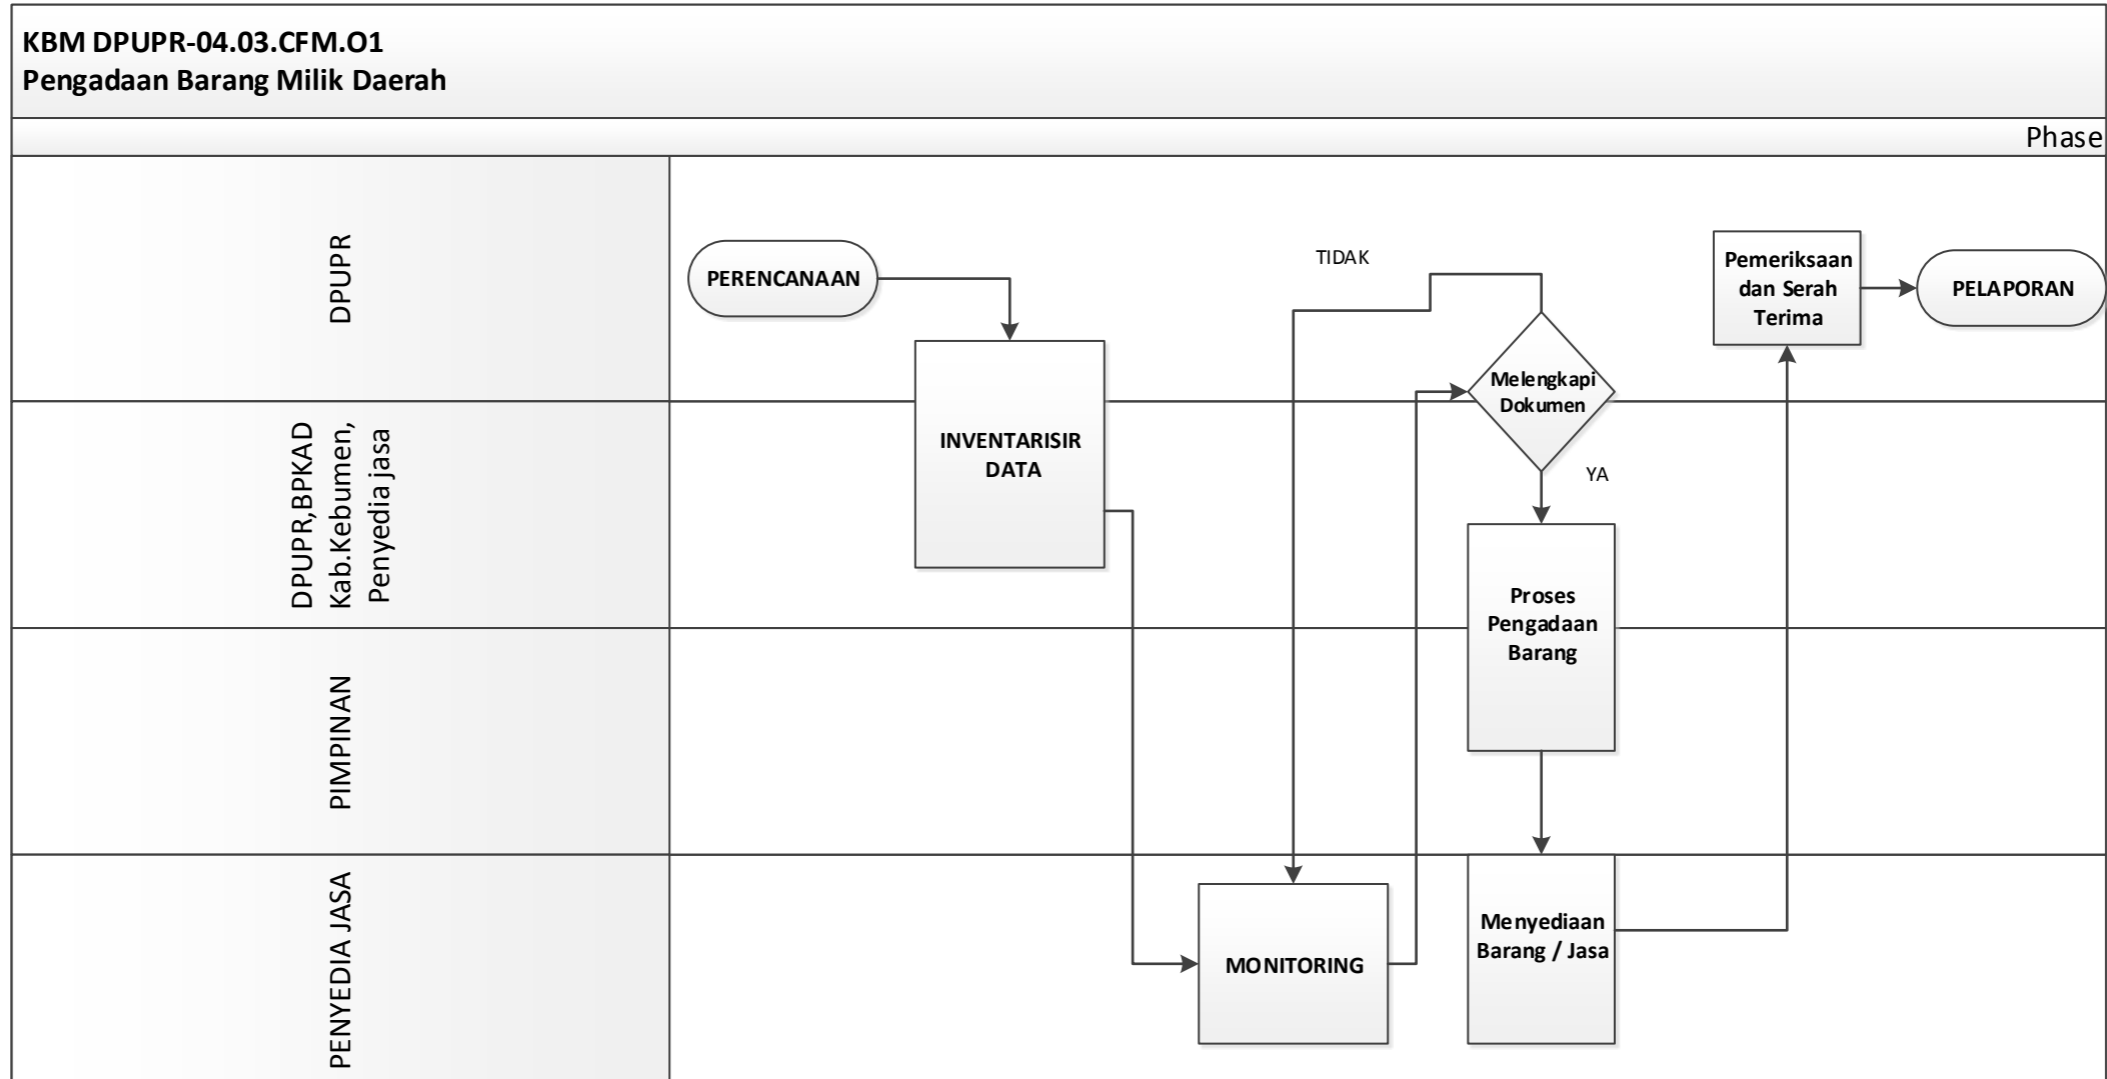 KBM DPUPR-04.03.CFM.O1
Pengadaan Barang Milik Daerah
Phase
DPUPR
PERENCANAAN
TIDAK
Pemeriksaan
dan Serah
Terima
PELAPORAN
Melengkapi
Dokumen
DPUPR,BPKAD
Kab.Kebumen,
Penyedia jasa
INVENTARISIR
DATA
YA
Proses
Pengadaan
Barang
PIMPINAN
PENYEDIA JASA
MONITORING
Menyediaan
Barang / Jasa